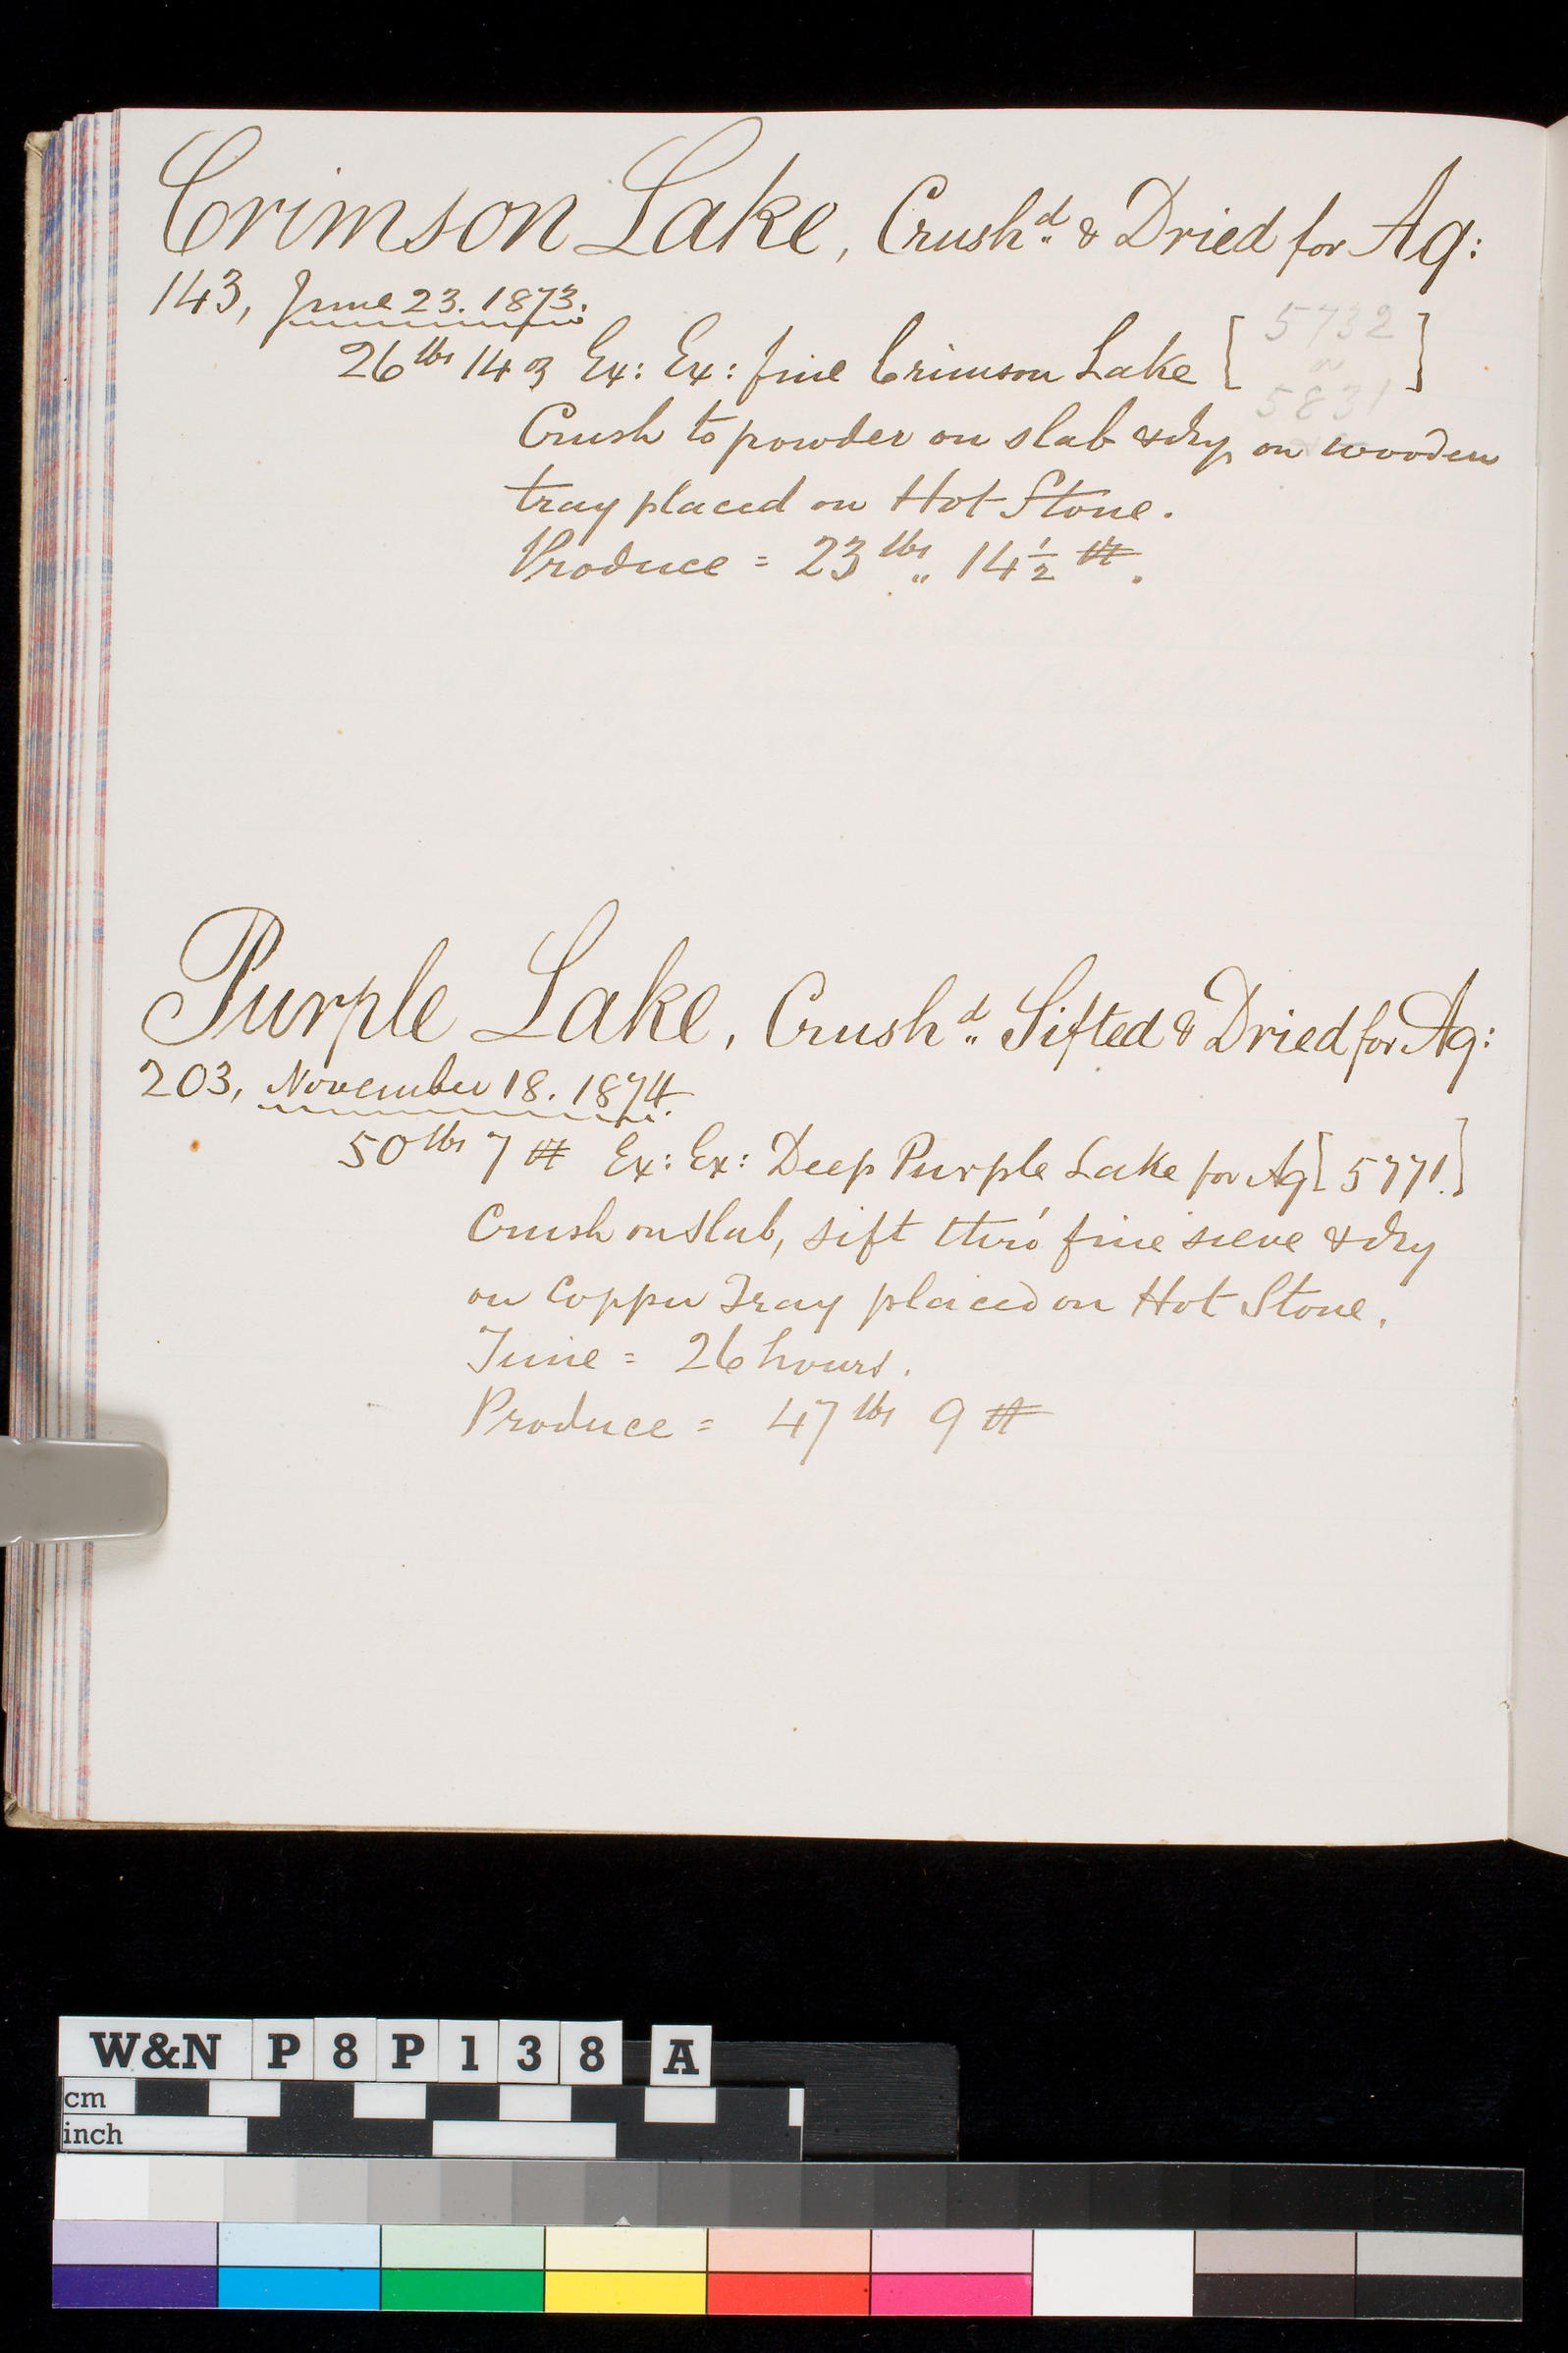 Crimson Lake, Crush^d & Dried for Aq:
143, June 23. 1873.
26 lbs 14 oz Ex: Ex: fine Crimson Lake [5732
or
5831]
Crush to powder on slab & dry on wooden
tray placed on Hot Stone.
Produce = 23 lbs 14 1/2 oz.
Purple Lake, Crush^d Sifted & Dried for Aq:
203, November 18. 1874.
50 lbs 7 oz Ex: Ex: Deep Purple Lake for Aq [5771.]
Crush on slab, sift thro' fine sieve & dry
on Copper Tray placed on Hot Stone.
Time = 26 hours.
Produce = 47 lbs 9 oz
W&N P8P138 A
cm
inch